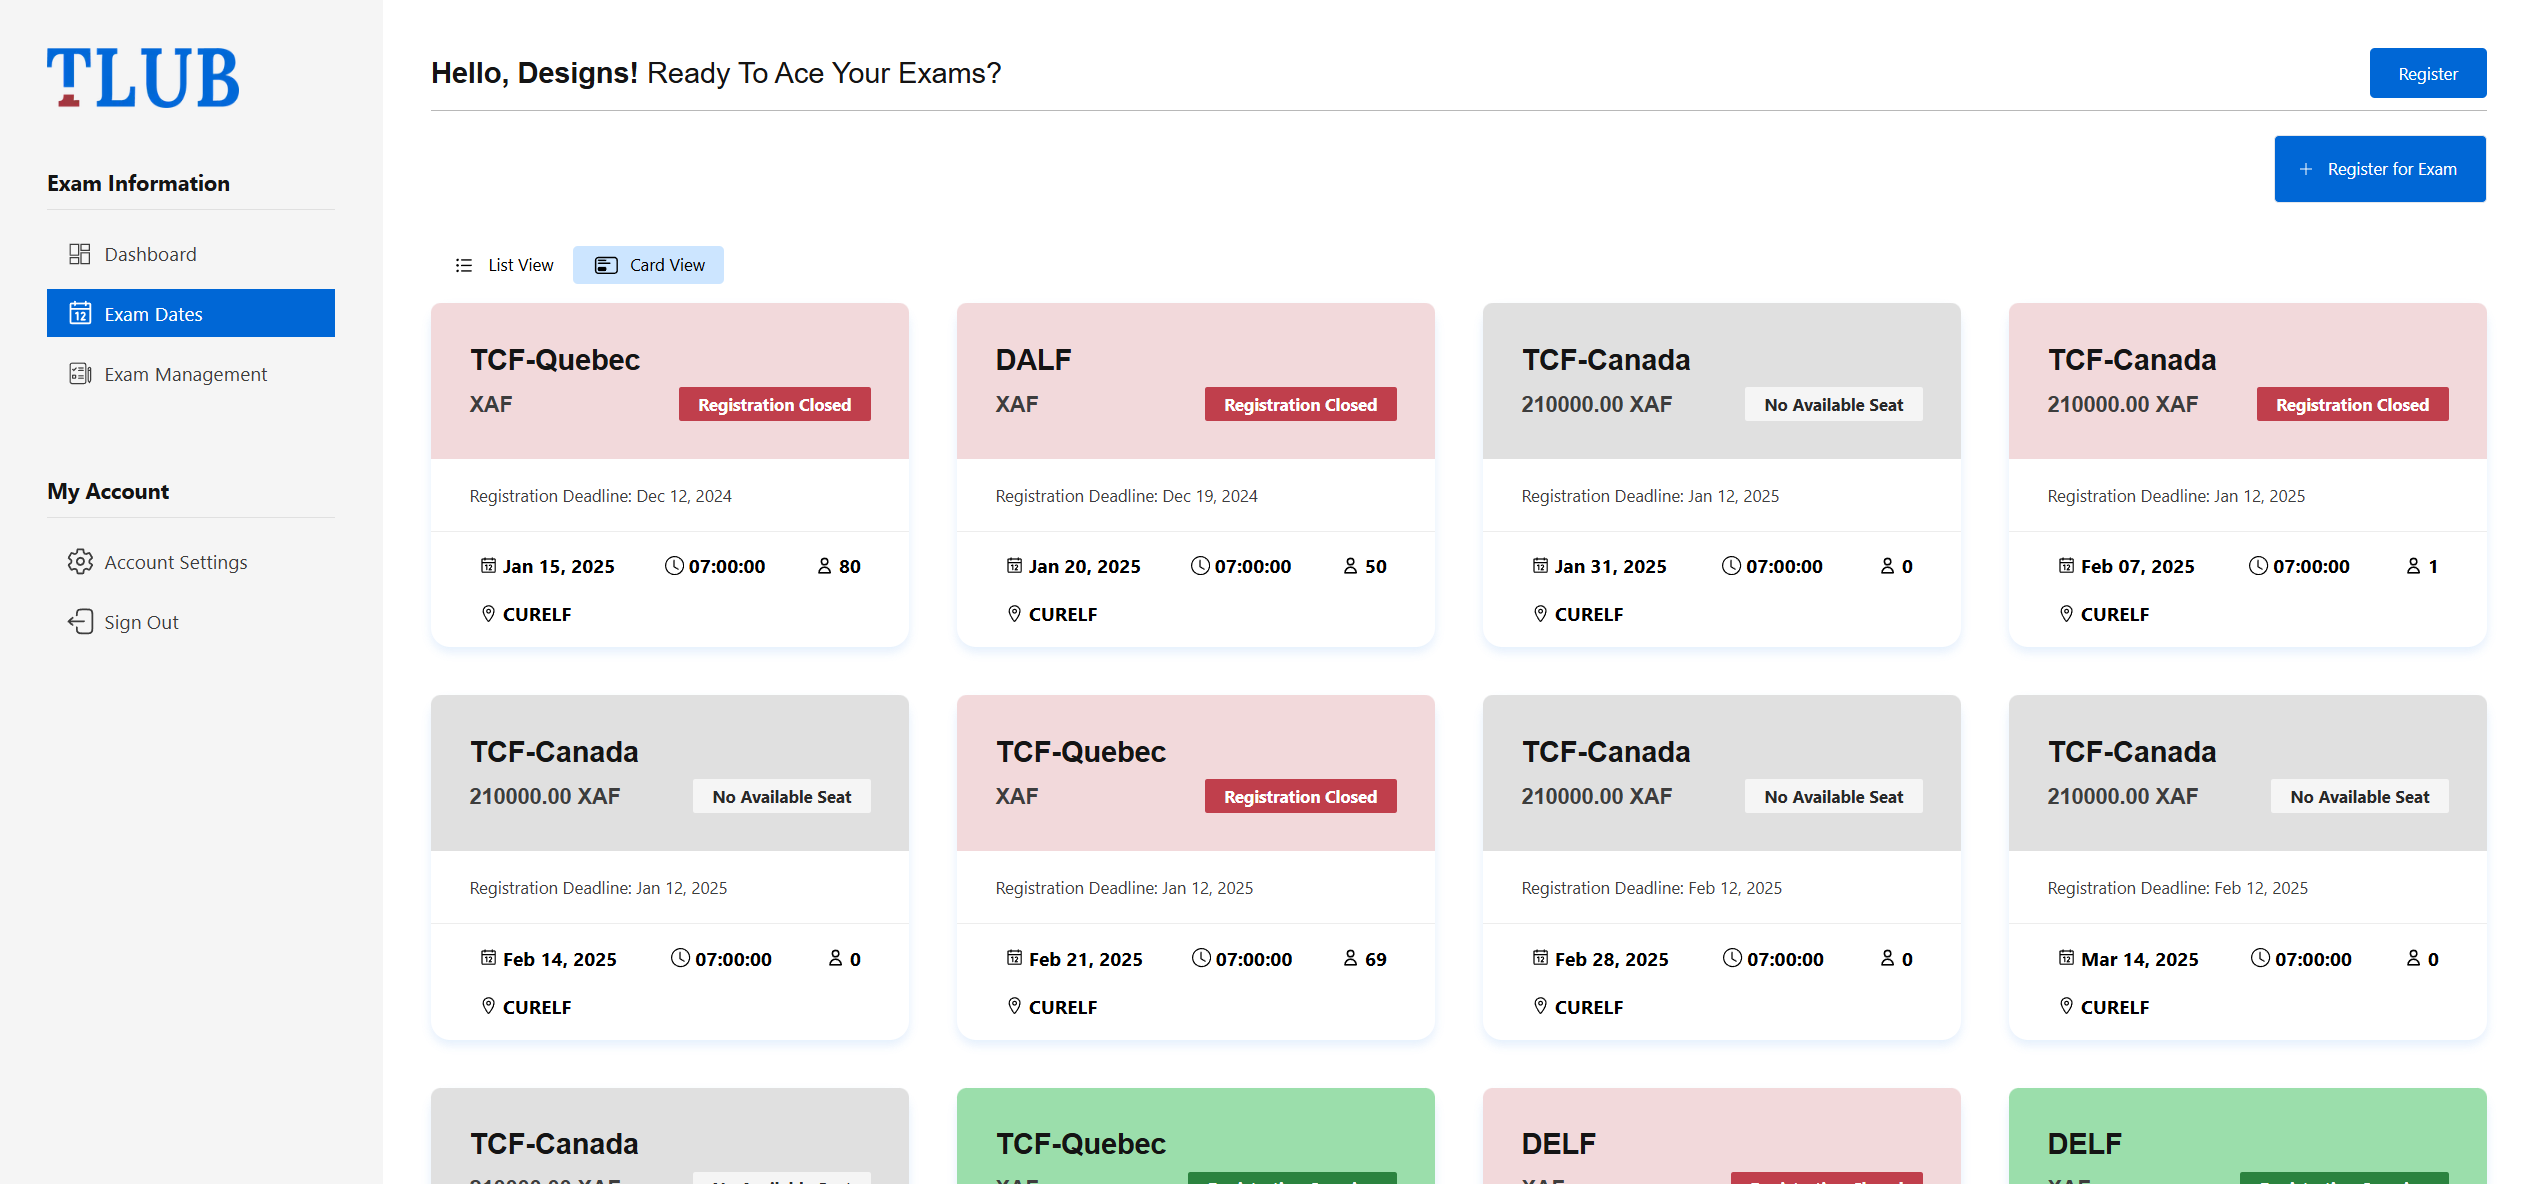 TLUB
Exam Information
Dashboard
Exam Dates
Exam Management
My Account
Account Settings
Sign Out
Hello, Designs! Ready To Ace Your Exams?
Register
+ Register for Exam
List View
Card View
TCF-Quebec
XAF
Registration Closed
Registration Deadline: Dec 12, 2024
Jan 15, 2025 07:00:00 80
CURELF
DALF
XAF
Registration Closed
Registration Deadline: Dec 19, 2024
Jan 20, 2025 07:00:00 50
CURELF
TCF-Canada
210000.00 XAF
No Available Seat
Registration Deadline: Jan 12, 2025
Jan 31, 2025 07:00:00 0
CURELF
TCF-Canada
210000.00 XAF
Registration Closed
Registration Deadline: Jan 12, 2025
Feb 07, 2025 07:00:00 1
CURELF
TCF-Canada
210000.00 XAF
No Available Seat
Registration Deadline: Jan 12, 2025
Feb 14, 2025 07:00:00 0
CURELF
TCF-Quebec
XAF
Registration Closed
Registration Deadline: Jan 12, 2025
Feb 21, 2025 07:00:00 69
CURELF
TCF-Canada
210000.00 XAF
No Available Seat
Registration Deadline: Feb 12, 2025
Feb 28, 2025 07:00:00 0
CURELF
TCF-Canada
210000.00 XAF
No Available Seat
Registration Deadline: Feb 12, 2025
Mar 14, 2025 07:00:00 0
CURELF
TCF-Canada
TCF-Quebec
DELF
DELF